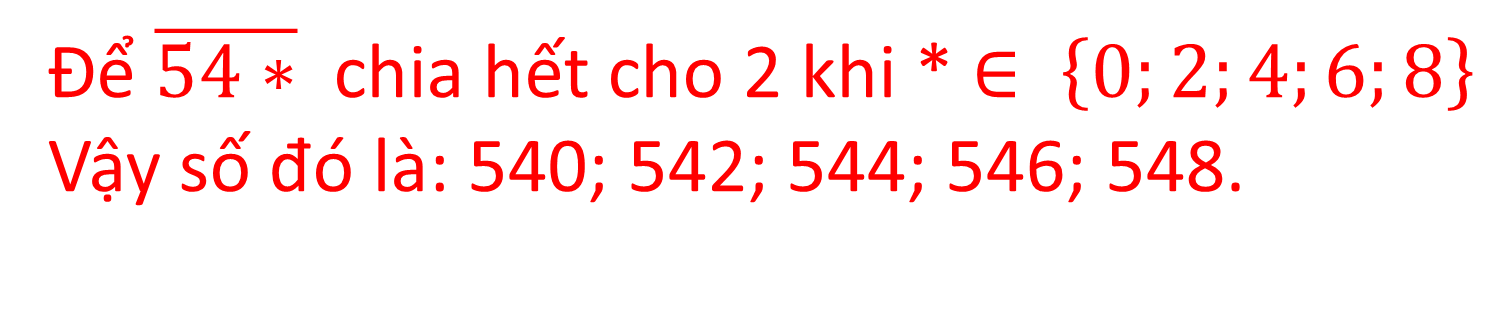 Để \overline{54 *} chia hết cho 2 khi * ∈ {0; 2; 4; 6; 8}
Vậy số đó là: 540; 542; 544; 546; 548.